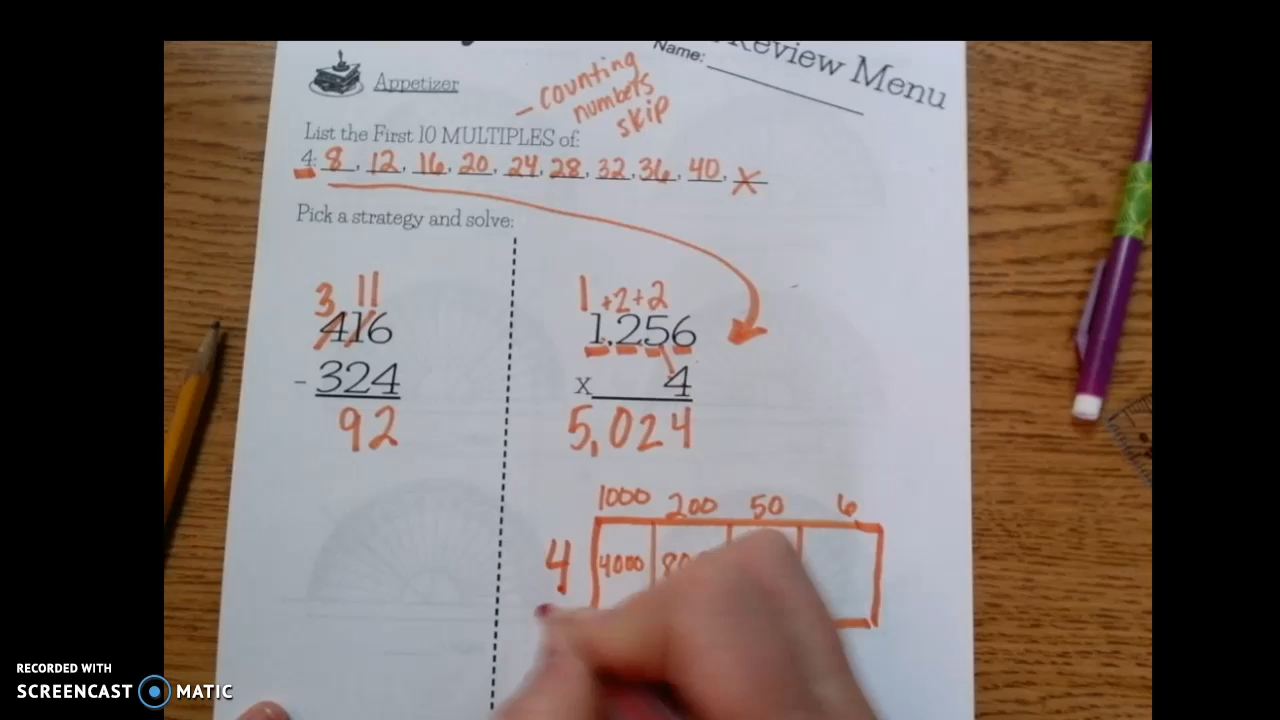 Review Menu
Name:
Appetizer
- counting
numbers
skip
List the First 10 MULTIPLES of:
4: 8, 12, 16, 20, 24, 28, 32, 36, 40, X
Pick a strategy and solve:
3 11
416
- 324
92
1 +2 +2
1,256
x 4
5,024
1000 200 50 6
4 4000
RECORDED WITH
SCREENCAST MATIC